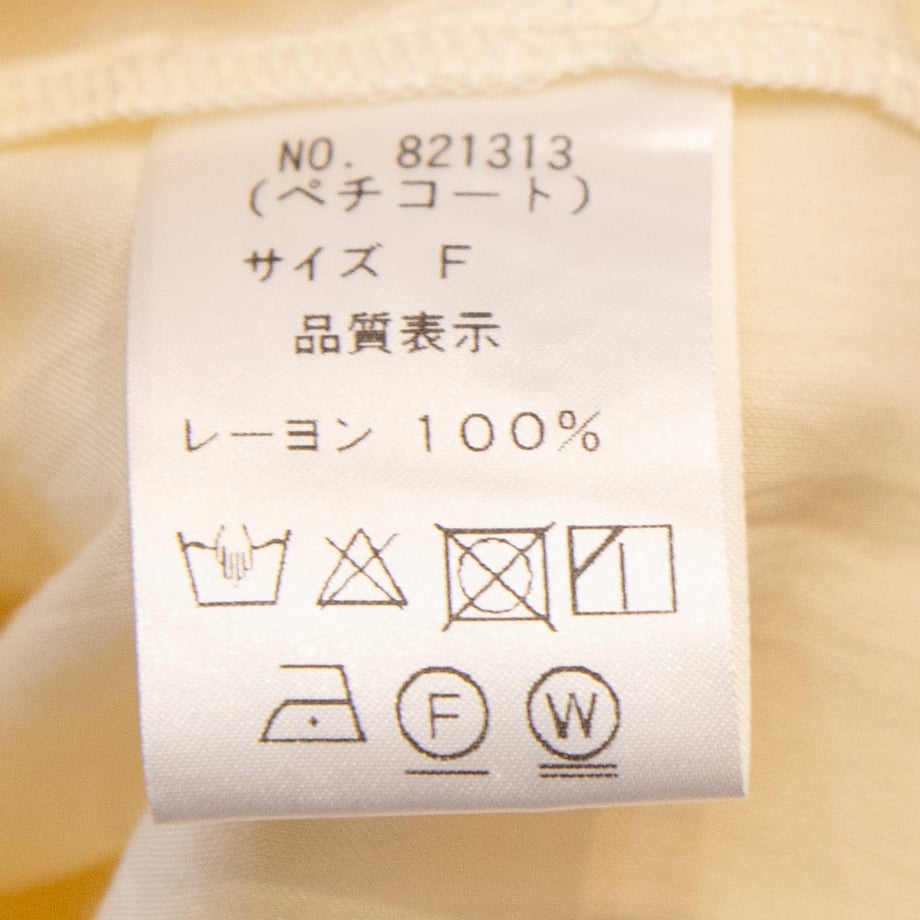 NO. 821313
(ペチコート)
サイズ F
品質表示
レーヨン 100%
F W